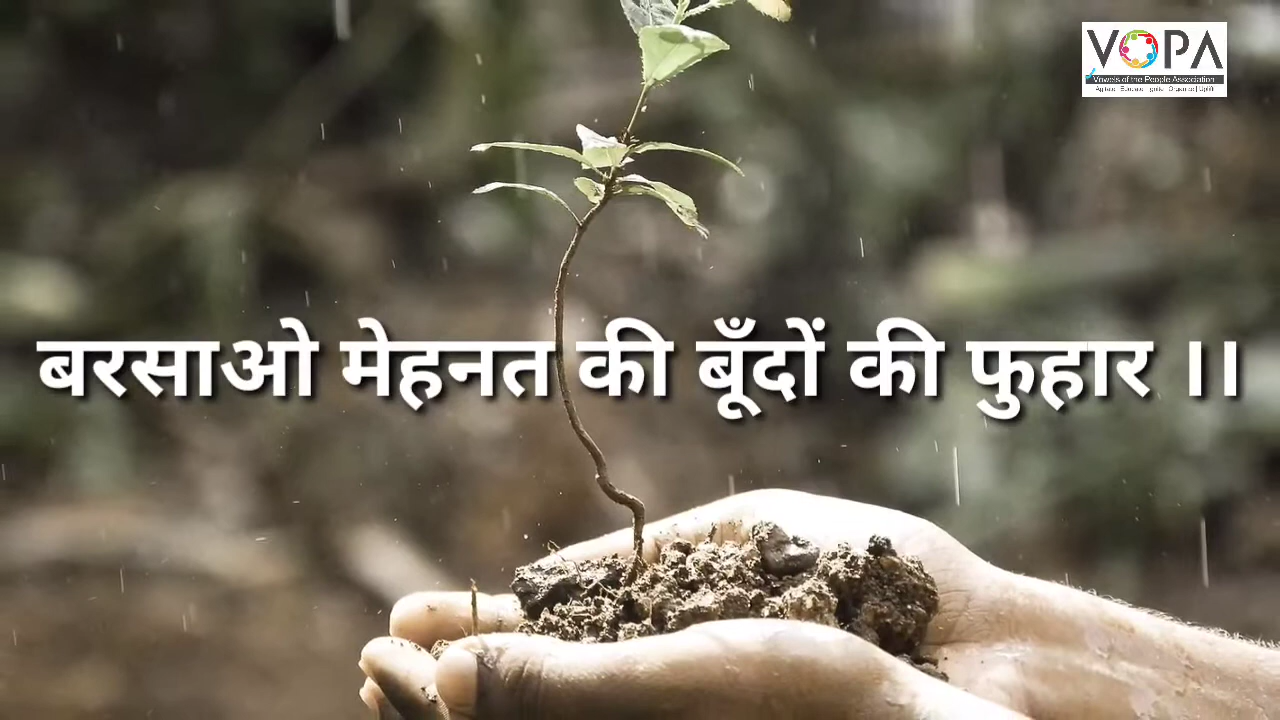 VOPA
Vowels of the People Association
बरसाओ मेहनत की बूँदों की फुहार ।।